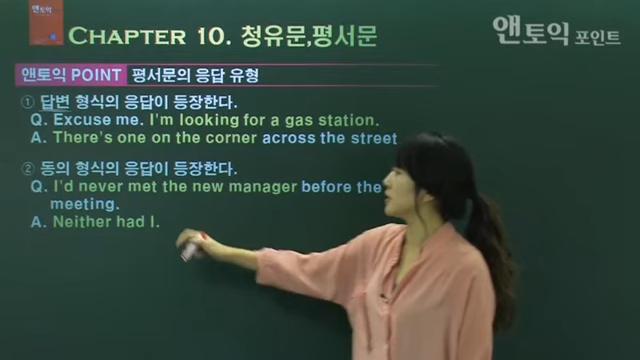 앤토익
CHAPTER 10. 청유문,평서문
앤토익 포인트
앤토익 POINT 평서문의 응답 유형
① 답변 형식의 응답이 등장한다.
Q. Excuse me. I'm looking for a gas station.
A. There's one on the corner across the street
② 동의 형식의 응답이 등장한다.
Q. I'd never met the new manager before the
meeting.
A. Neither had I.